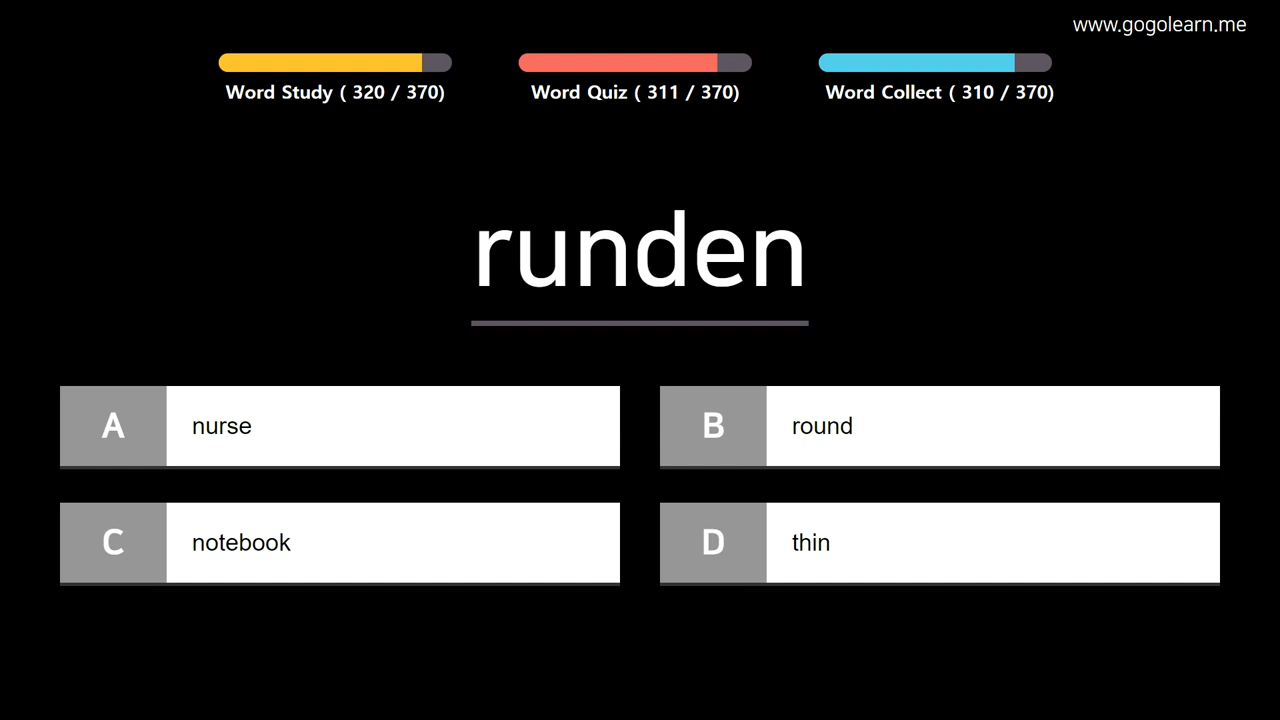 www.gogolearn.me
Word Study ( 320 / 370)
Word Quiz ( 311 / 370)
Word Collect ( 310 / 370)
runden
A nurse
B round
C notebook
D thin